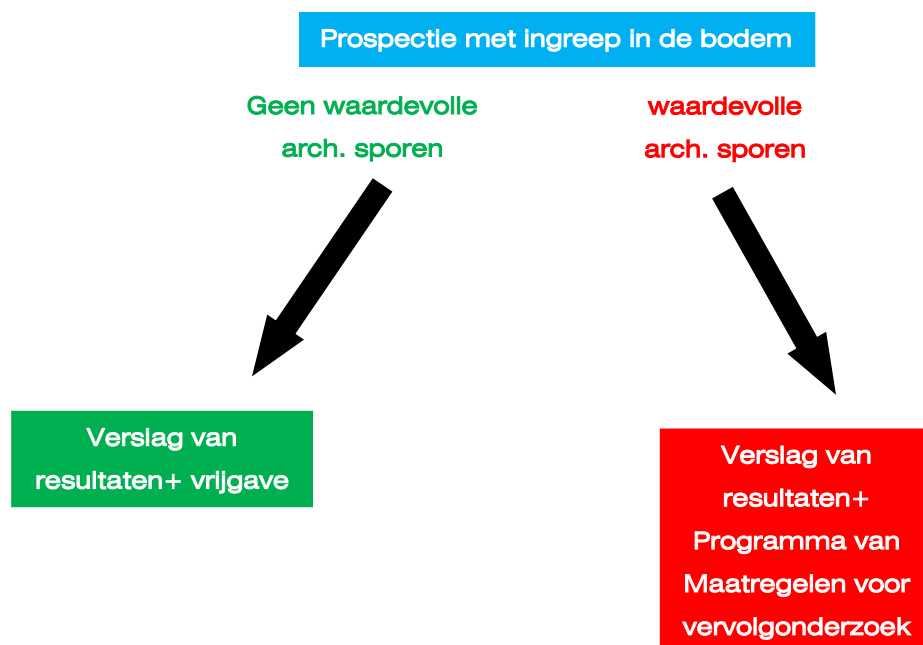 Prospectie met ingreep in de bodem
Geen waardevolle
arch. sporen
waardevolle
arch. sporen
Verslag van
resultaten+ vrijgave
Verslag van
resultaten+
Programma van
Maatregelen voor
vervolgonderzoek